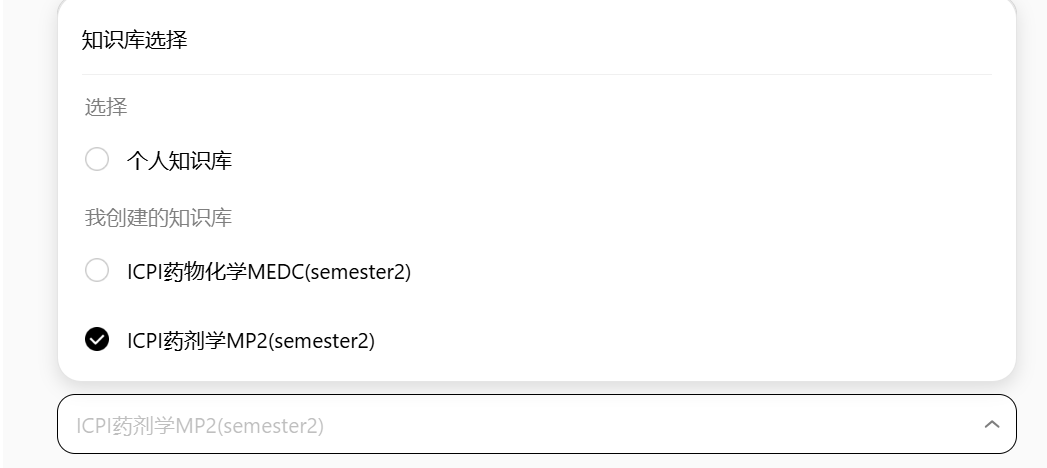 知识库选择
选择
个人知识库
我创建的知识库
ICPI药物化学MEDC(semester2)
ICPI药剂学MP2(semester2)
ICPI药剂学MP2(semester2)